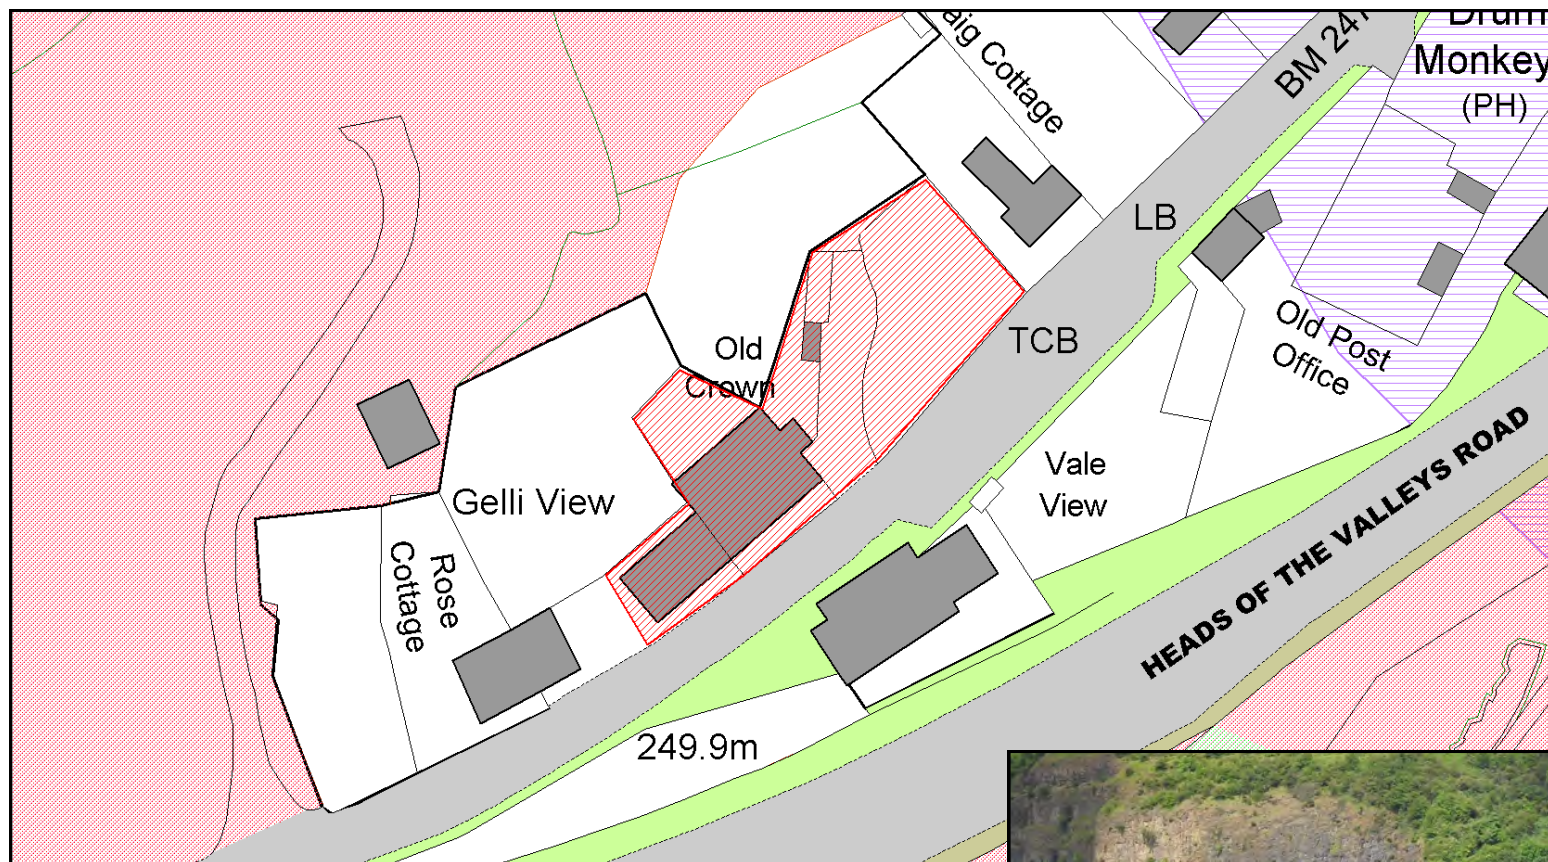 Monkey
(PH)
Cottage
LB
TCB
Old Post
Office
Old
Crown
Vale
View
Gelli View
Rose
Cottage
HEADS OF THE VALLEYS ROAD
249.9m
BM